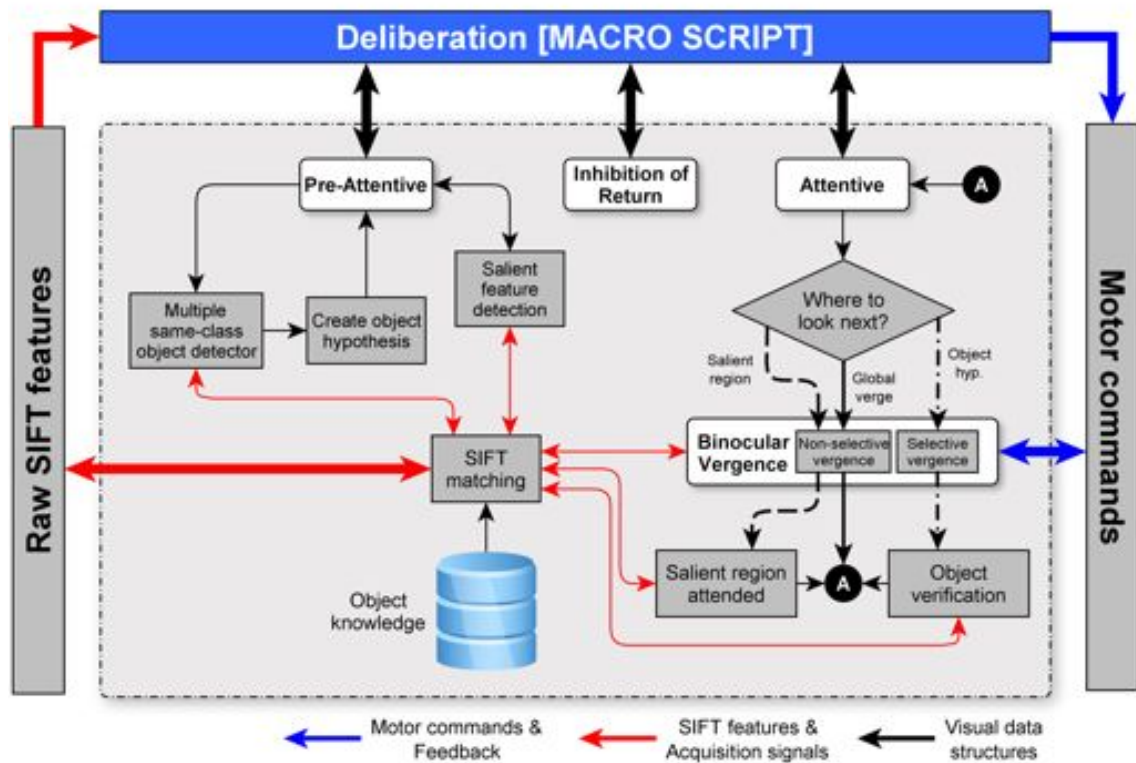 Deliberation [MACRO SCRIPT]
Raw SIFT features
Motor commands
Pre-Attentive
Inhibition of
Return
Attentive
A
Multiple
same-class
object detector
Create object
hypothesis
Salient
feature
detection
Where to
look next?
Salient
region
Global
verge
Object
hyp.
SIFT
matching
Binocular
Vergence
Non-selective
vergence
Selective
vergence
Object
knowledge
Salient region
attended
A
Object
verification
Motor commands &
Feedback
SIFT features &
Acquisition signals
Visual data
structures